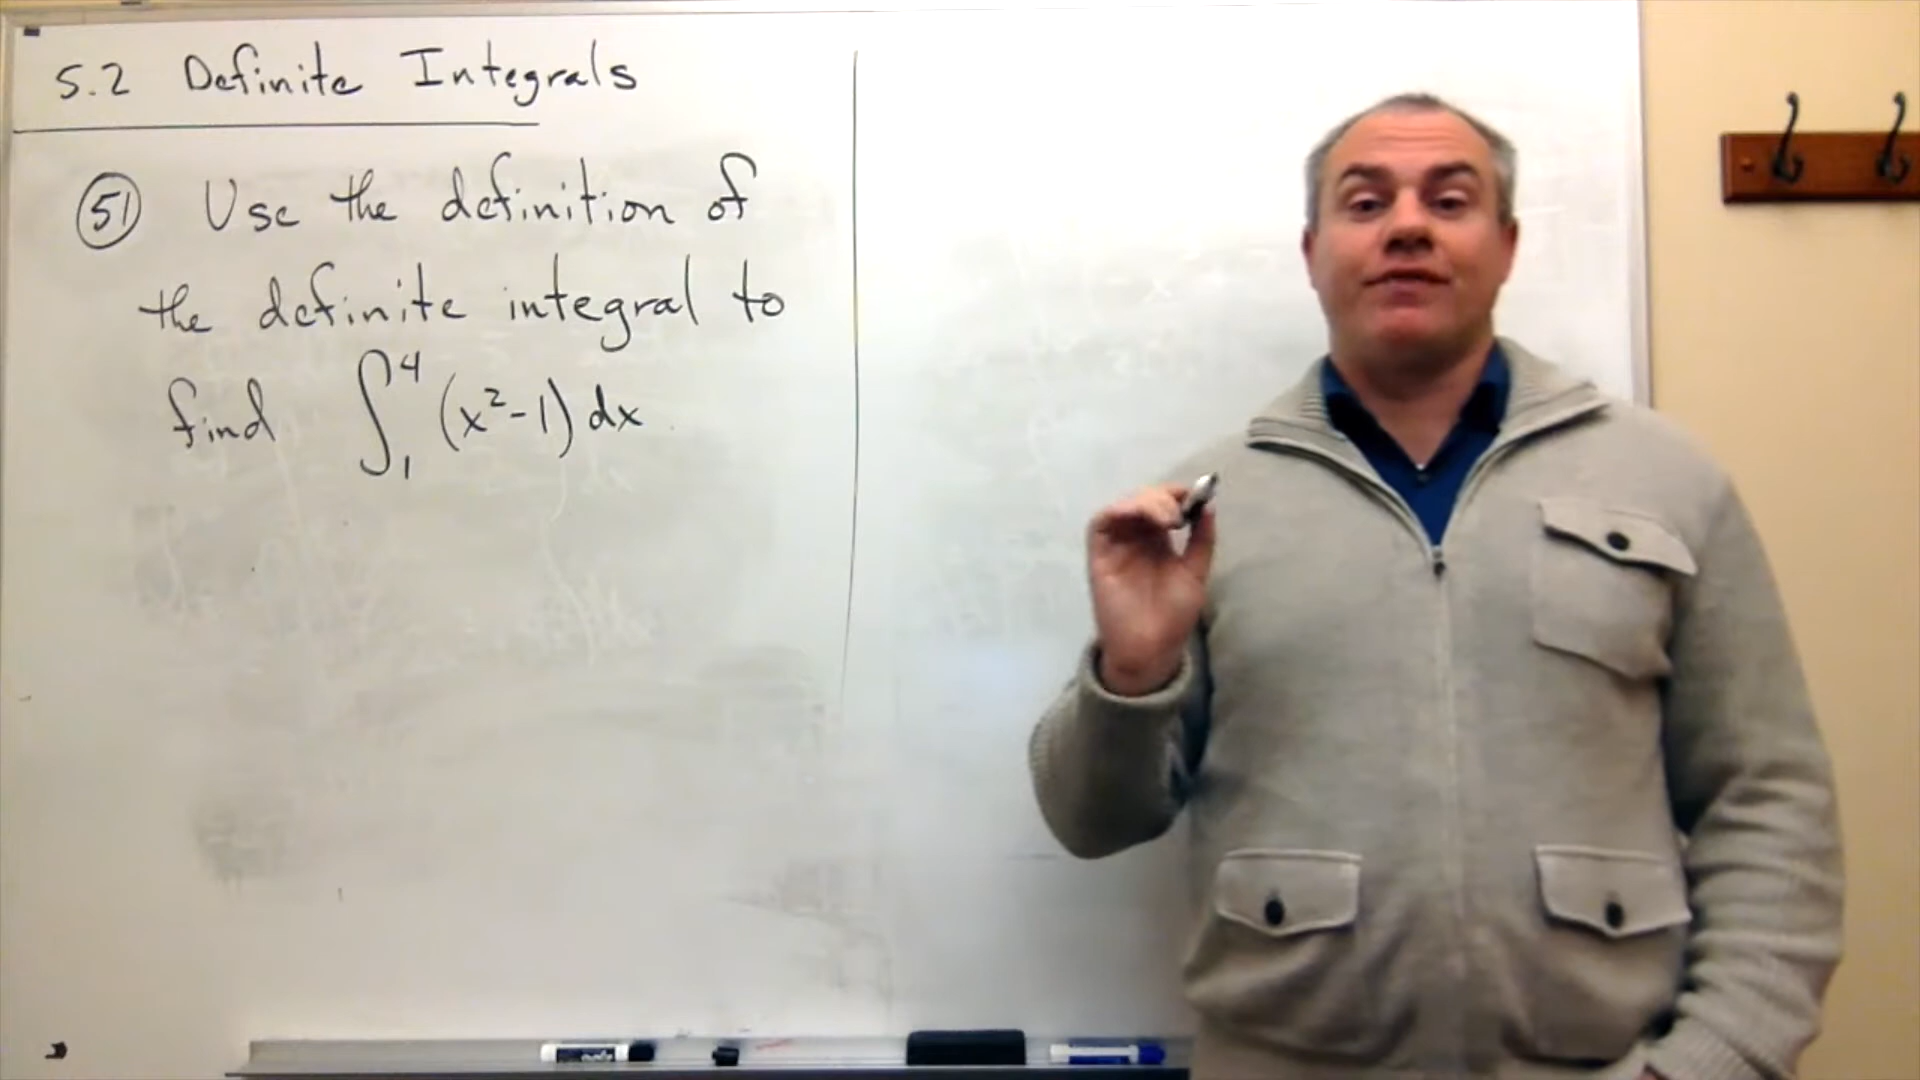 5.2 Definite Integrals
51 Use the definition of
the definite integral to
find ∫₁⁴ (x²-1) dx